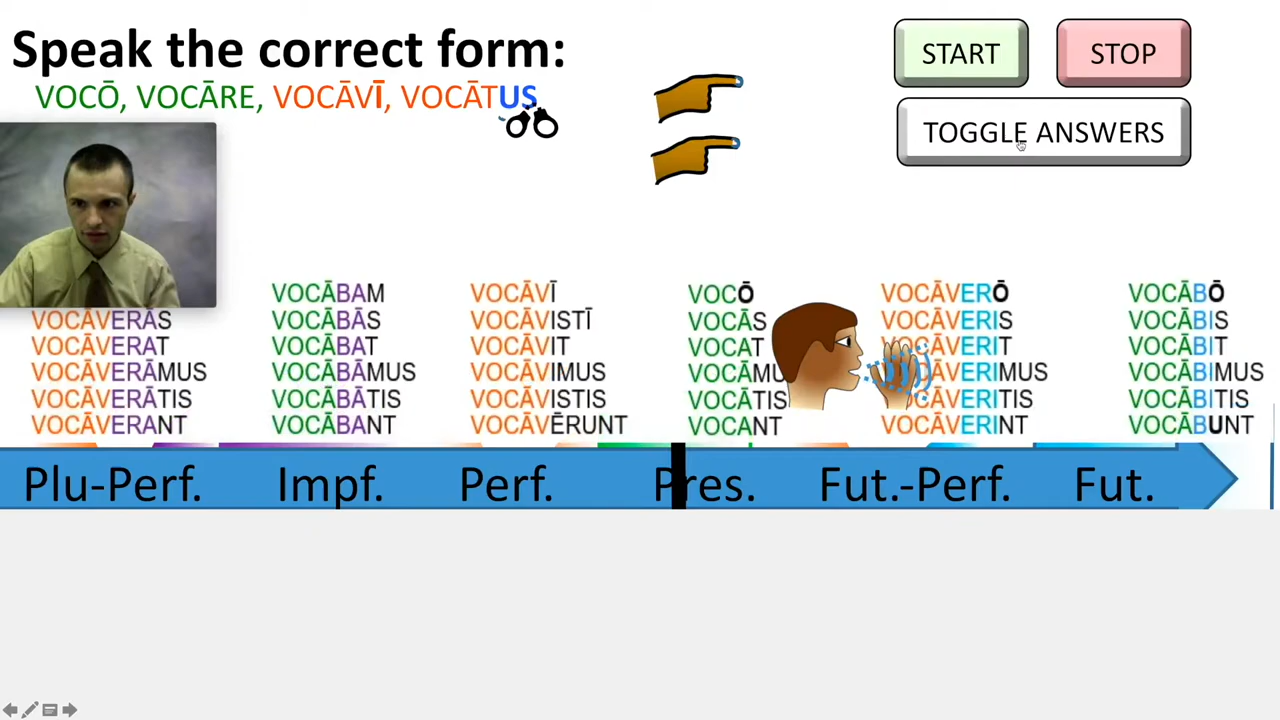 Speak the correct form:
VOCŌ, VOCĀRE, VOCĀVĪ, VOCĀTUS
START
STOP
TOGGLE ANSWERS
VOCĀVERĀS
VOCĀVERAT
VOCĀVERĀMUS
VOCĀVERĀTIS
VOCĀVERANT
VOCĀBAM
VOCĀBĀS
VOCĀBAT
VOCĀBĀMUS
VOCĀBĀTIS
VOCĀBANT
VOCĀVĪ
VOCĀVISTĪ
VOCĀVIT
VOCĀVIMUS
VOCĀVISTIS
VOCĀVĒRUNT
VOCŌ
VOCĀS
VOCAT
VOCĀMU
VOCĀTIS
VOCANT
VOCĀVERŌ
VOCĀVERIS
VOCĀVERIT
VOCĀVERIMUS
VOCĀVERITIS
VOCĀVERINT
VOCĀBŌ
VOCĀBIS
VOCĀBIT
VOCĀBIMUS
VOCĀBITIS
VOCĀBUNT
Plu-Perf. Impf. Perf. Pres. Fut.-Perf. Fut.